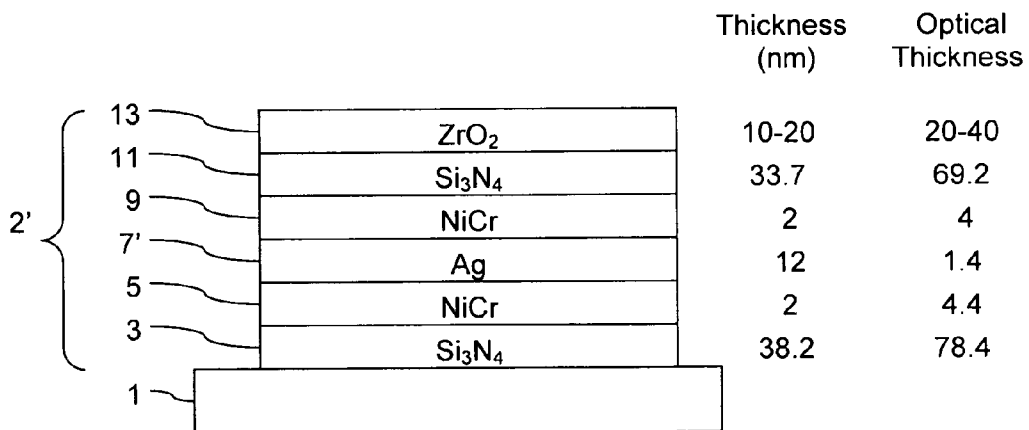 Thickness (nm) Optical Thickness
13 ZrO₂ 10-20 20-40
11 Si₃N₄ 33.7 69.2
9 NiCr 2 4
2’
7’ Ag 12 1.4
5 NiCr 2 4.4
3 Si₃N₄ 38.2 78.4
1